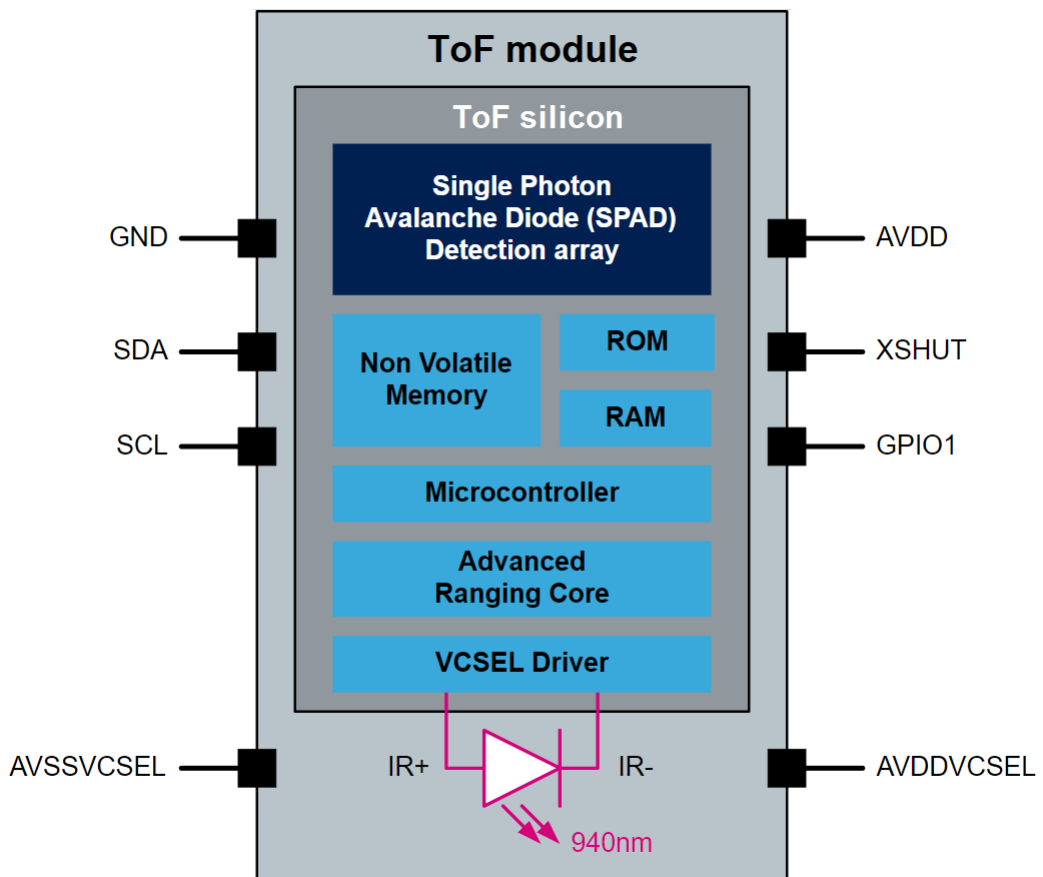 ToF module
ToF silicon
Single Photon
Avalanche Diode (SPAD)
Detection array
GND
AVDD
SDA
Non Volatile
Memory
ROM
XSHUT
RAM
SCL
GPIO1
Microcontroller
Advanced
Ranging Core
VCSEL Driver
AVSSVCSEL
IR+
IR-
AVDDVCSEL
940nm